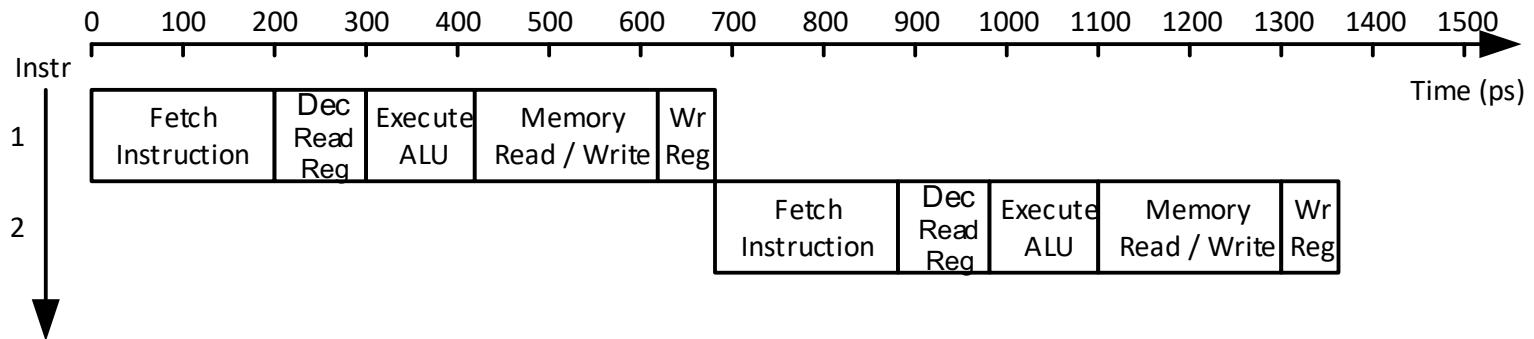 0 100 200 300 400 500 600 700 800 900 1000 1100 1200 1300 1400 1500
Instr
Time (ps)
1
Fetch
Instruction
Dec
Read
Reg
Execute
ALU
Memory
Read / Write
Wr
Reg
2
Fetch
Instruction
Dec
Read
Reg
Execute
ALU
Memory
Read / Write
Wr
Reg